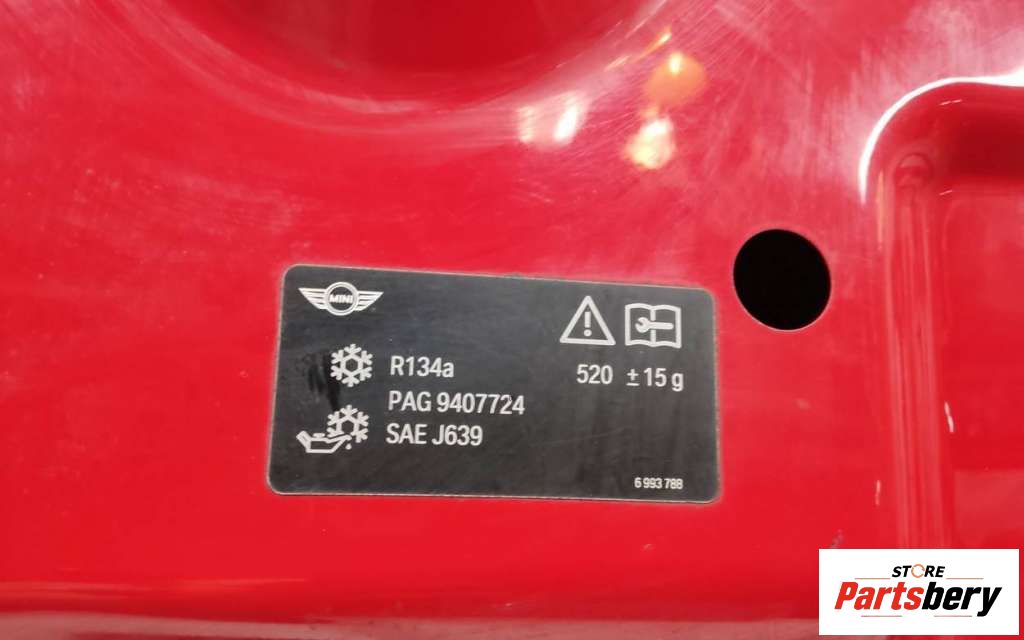 MINI
R134a
520 ± 15 g
PAG 9407724
SAE J639
6 993 788
STORE
Partsbery